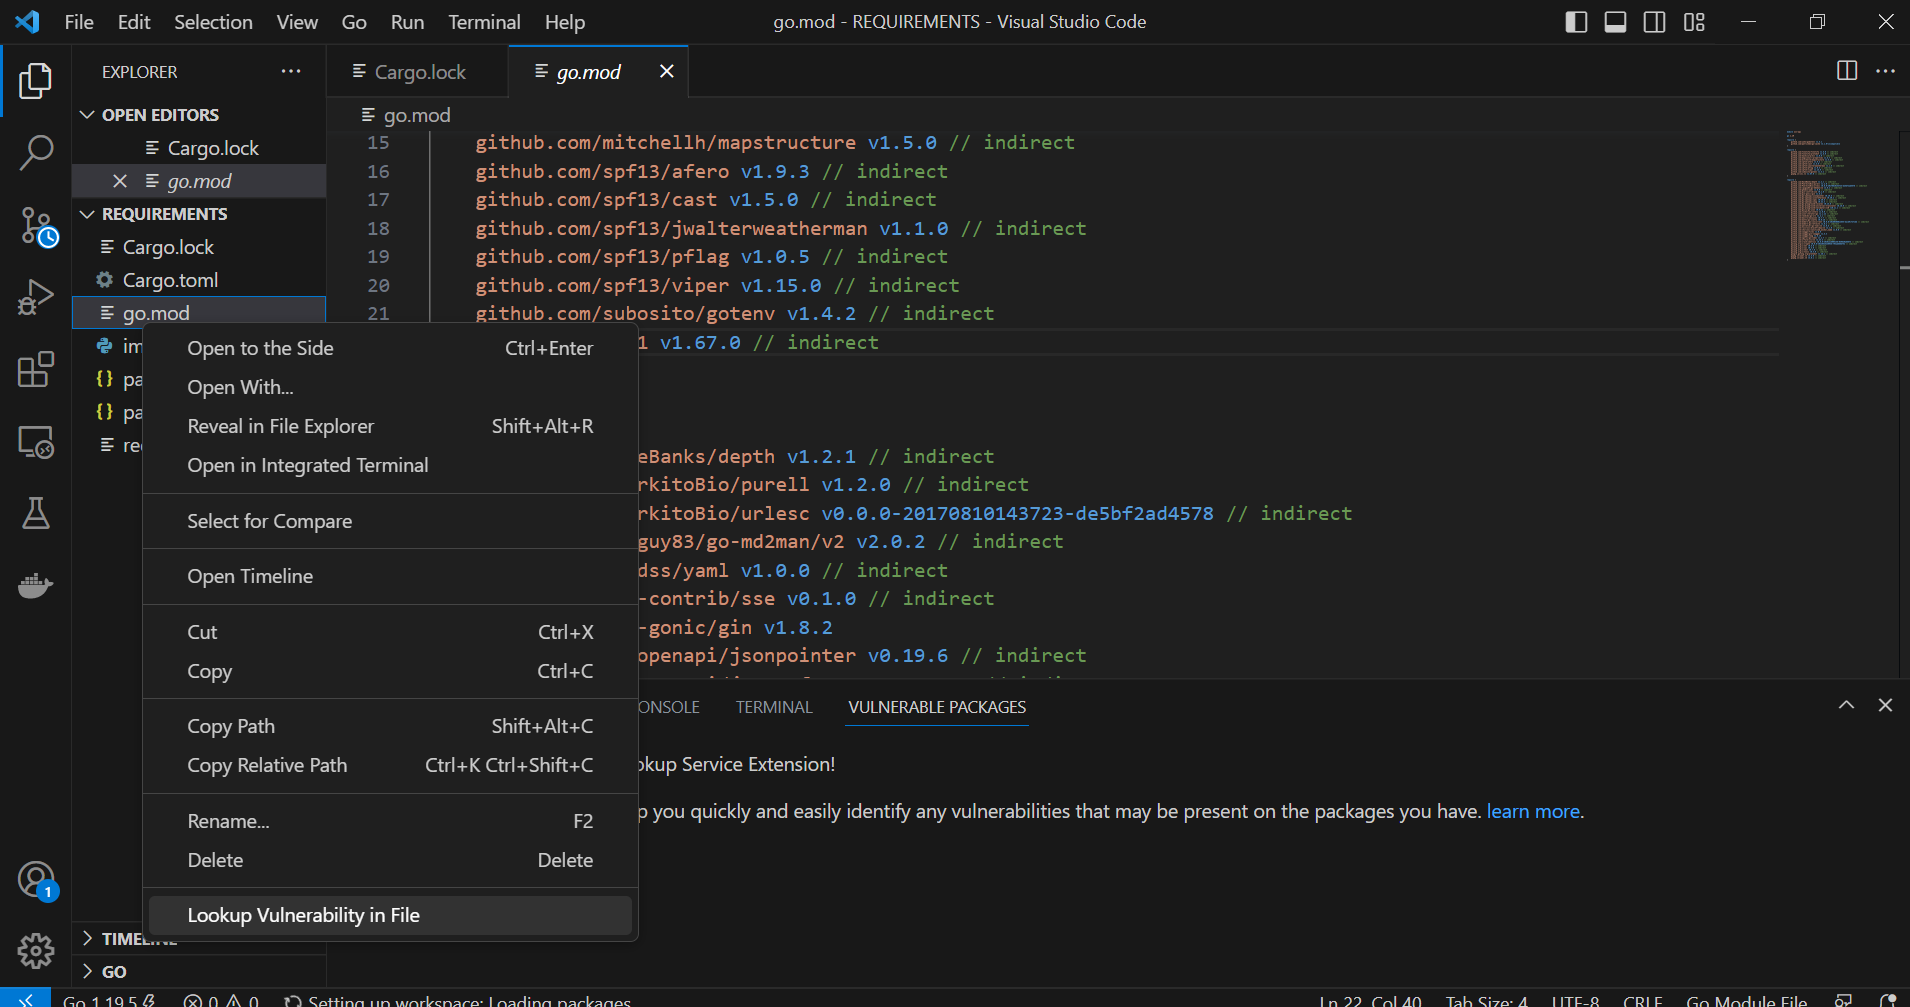 File Edit Selection View Go Run Terminal Help
go.mod - REQUIREMENTS - Visual Studio Code
EXPLORER
OPEN EDITORS
Cargo.lock
go.mod
REQUIREMENTS
Cargo.lock
Cargo.toml
go.mod
im
pa
pa
re
TIMELINE
GO
1
Cargo.lock
go.mod
go.mod
15 github.com/mitchellh/mapstructure v1.5.0 // indirect
16 github.com/spf13/afero v1.9.3 // indirect
17 github.com/spf13/cast v1.5.0 // indirect
18 github.com/spf13/jwalterweatherman v1.1.0 // indirect
19 github.com/spf13/pflag v1.0.5 // indirect
20 github.com/spf13/viper v1.15.0 // indirect
21 github.com/subosito/gotenv v1.4.2 // indirect
1 v1.67.0 // indirect
eBanks/depth v1.2.1 // indirect
rkitoBio/purell v1.2.0 // indirect
rkitoBio/urlesc v0.0.0-20170810143723-de5bf2ad4578 // indirect
guy83/go-md2man/v2 v2.0.2 // indirect
dss/yaml v1.0.0 // indirect
-contrib/sse v0.1.0 // indirect
-gonic/gin v1.8.2
openapi/jsonpointer v0.19.6 // indirect
Open to the Side Ctrl+Enter
Open With...
Reveal in File Explorer Shift+Alt+R
Open in Integrated Terminal
Select for Compare
Open Timeline
Cut Ctrl+X
Copy Ctrl+C
Copy Path Shift+Alt+C
Copy Relative Path Ctrl+K Ctrl+Shift+C
Rename... F2
Delete Delete
Lookup Vulnerability in File
ONSOLE TERMINAL VULNERABLE PACKAGES
okup Service Extension!
p you quickly and easily identify any vulnerabilities that may be present on the packages you have. learn more.
Go 1.19.5 0 0 Setting up workspace: Loading packages Ln 22, Col 40 Tab Size: 4 UTF-8 CRLF Go Module File